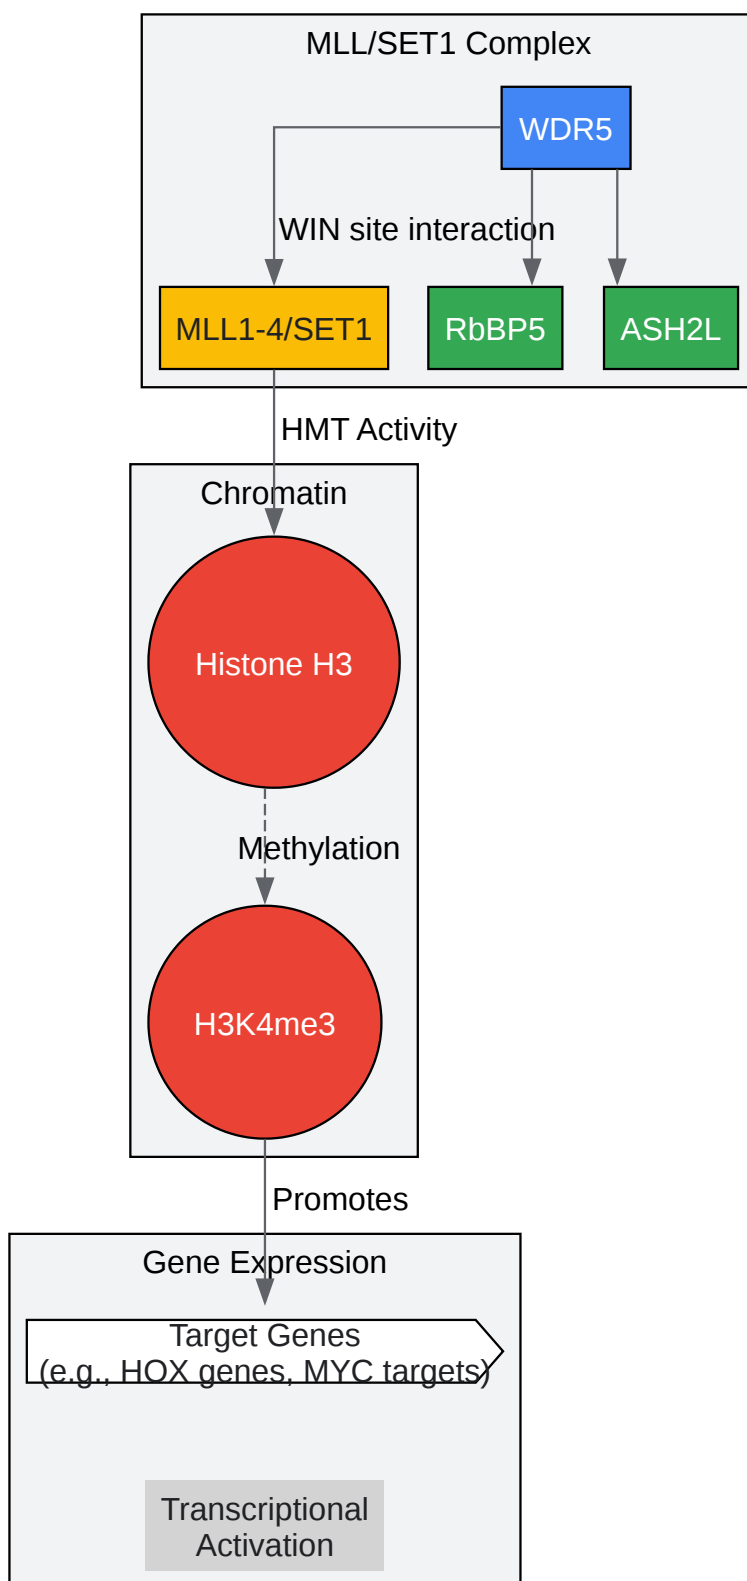 MLL/SET1 Complex
WDR5
WIN site interaction
MLL1-4/SET1
RbBP5
ASH2L
HMT Activity
Chromatin
Histone H3
Methylation
H3K4me3
Promotes
Gene Expression
Target Genes
(e.g., HOX genes, MYC targets)
Transcriptional
Activation